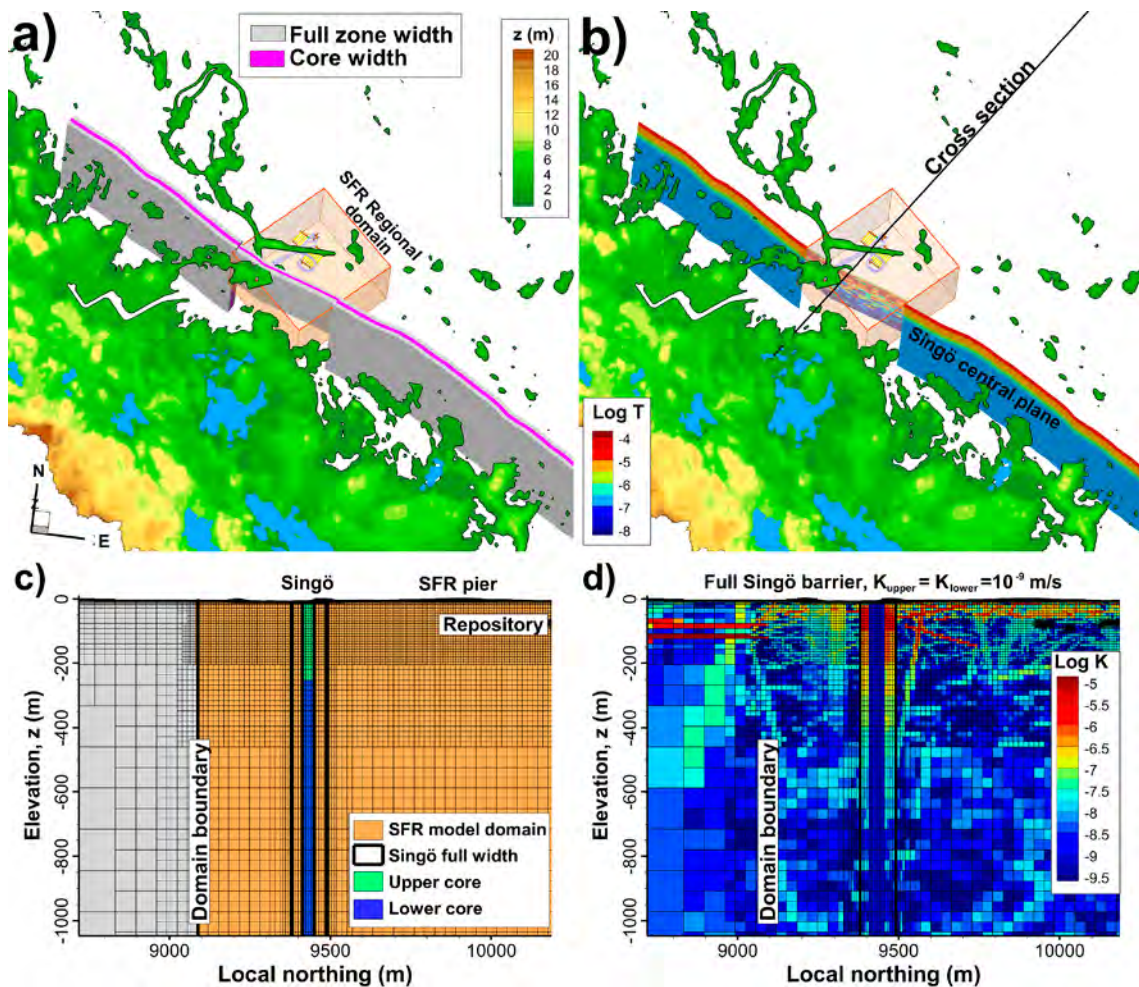 a)
Full zone width
Core width
z (m)
20
18
16
14
12
10
8
6
4
2
0
SFR Regional
domain
N
E
b)
Cross section
Singö central plane
Log T
-4
-5
-6
-7
-8
c)
Singö
SFR pier
Repository
Domain boundary
SFR model domain
Singö full width
Upper core
Lower core
Elevation, z (m)
0
-200
-400
-600
-800
-1000
9000
9500
10000
Local northing (m)
d)
Full Singö barrier, K_upper = K_lower =10^-9 m/s
Log K
-5
-5.5
-6
-6.5
-7
-7.5
-8
-8.5
-9
-9.5
Domain boundary
Elevation, z (m)
0
-200
-400
-600
-800
-1000
9000
9500
10000
Local northing (m)